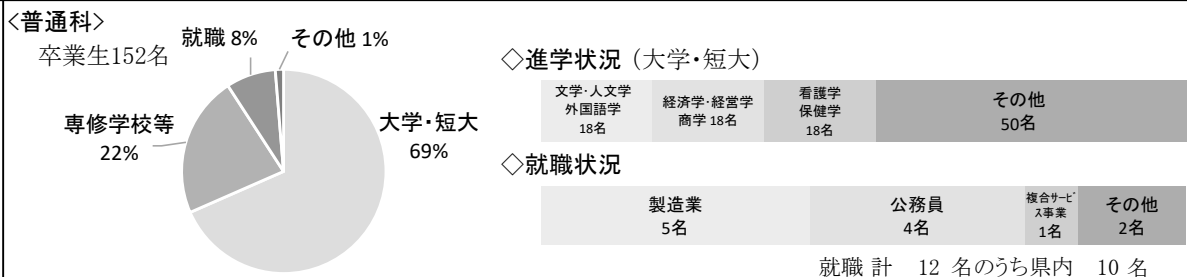 <普通科>
卒業生152名
就職 8%
その他 1%
専修学校等
22%
大学・短大
69%
◇進学状況（大学・短大）
文学・人文学
外国語学
18名
経済学・経営学
商学 18名
看護学
保健学
18名
その他
50名
◇就職状況
製造業
5名
公務員
4名
複合サービ
ス事業
1名
その他
2名
就職 計 12 名のうち県内 10 名